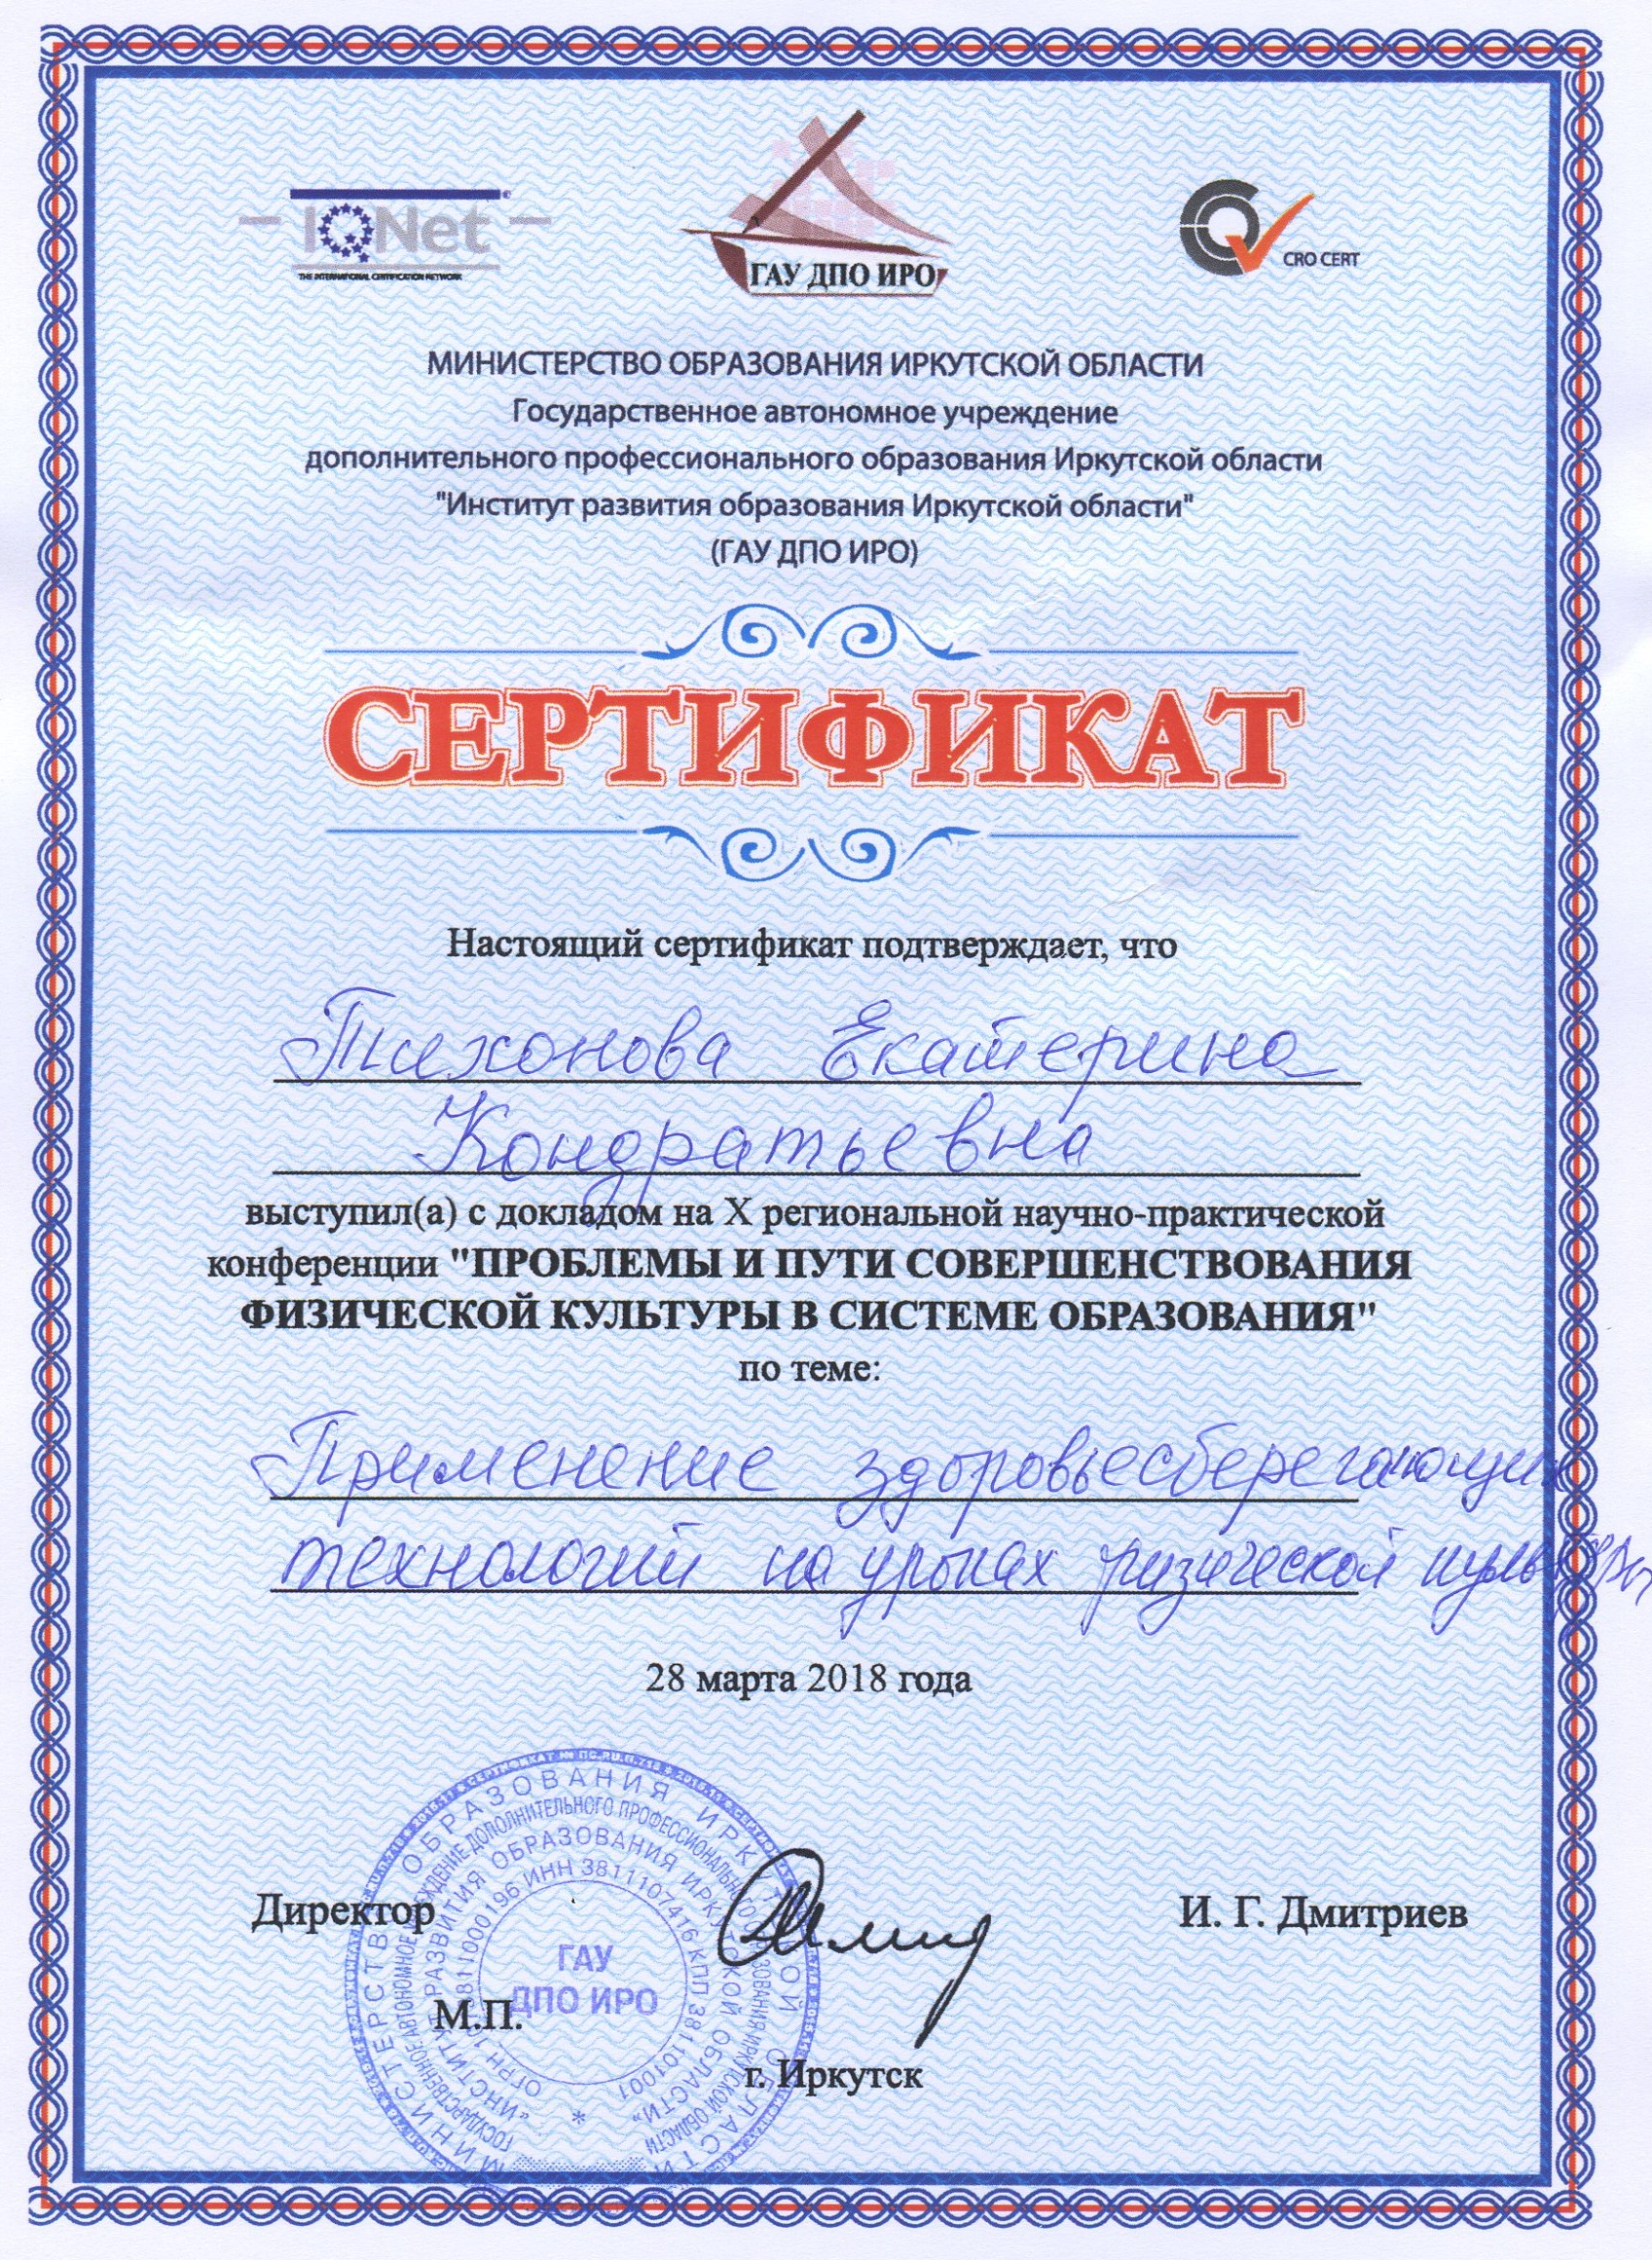 IQNet
THE INTERNATIONAL CERTIFICATION NETWORK
ГАУ ДПО ИРО
CRO CERT
МИНИСТЕРСТВО ОБРАЗОВАНИЯ ИРКУТСКОЙ ОБЛАСТИ
Государственное автономное учреждение
дополнительного профессионального образования Иркутской области
"Институт развития образования Иркутской области"
(ГАУ ДПО ИРО)
СЕРТИФИКАТ
Настоящий сертификат подтверждает, что
Тихонова Екатерина
Кондратьевна
выступил(а) с докладом на X региональной научно-практической
конференции "ПРОБЛЕМЫ И ПУТИ СОВЕРШЕНСТВОВАНИЯ
ФИЗИЧЕСКОЙ КУЛЬТУРЫ В СИСТЕМЕ ОБРАЗОВАНИЯ"
по теме:
Применение здоровьесберегающих
технологий на уроках физической культуры
28 марта 2018 года
Директор
И. Г. Дмитриев
М.П.
г. Иркутск
МИНИСТЕРСТВО ОБРАЗОВАНИЯ ИРКУТСКОЙ ОБЛАСТИ
ГОСУДАРСТВЕННОЕ АВТОНОМНОЕ УЧРЕЖДЕНИЕ ДОПОЛНИТЕЛЬНОГО ПРОФЕССИОНАЛЬНОГО ОБРАЗОВАНИЯ ИРКУТСКОЙ ОБЛАСТИ
"ИНСТИТУТ РАЗВИТИЯ ОБРАЗОВАНИЯ ИРКУТСКОЙ ОБЛАСТИ"
ИНН 3811107416 КПП 381101001
ГАУ
ДПО ИРО